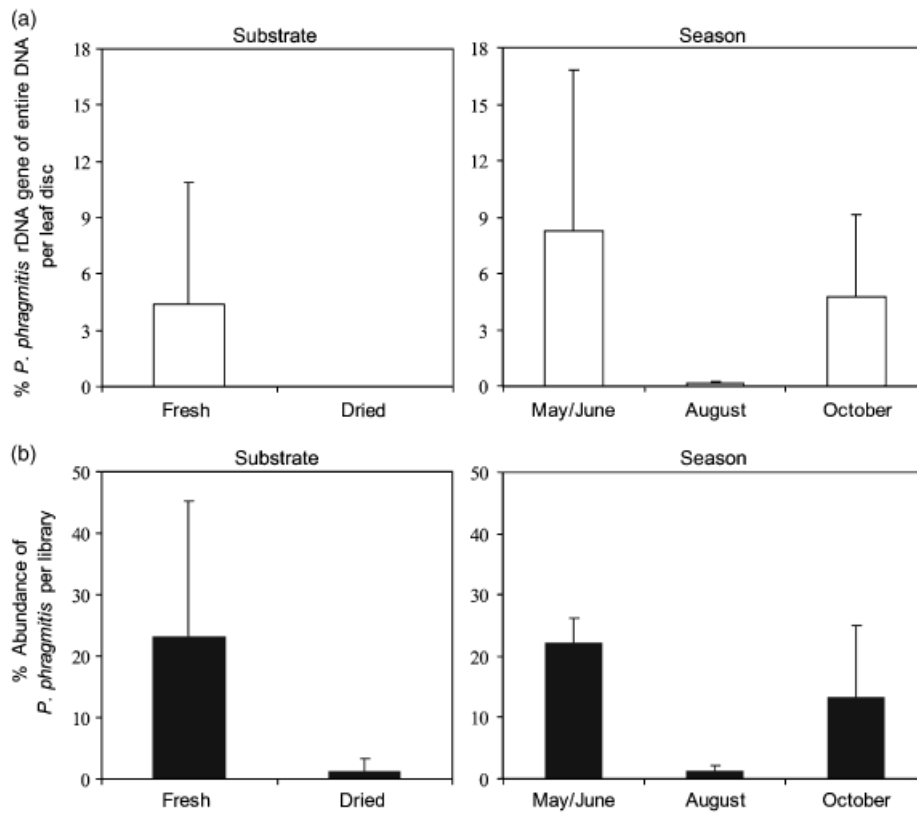 (a)
Substrate
Season
% P. phragmitis rDNA gene of entire DNA
per leaf disc
18
15
12
9
6
3
0
Fresh Dried
18
15
12
9
6
3
0
May/June August October
(b)
Substrate
Season
% Abundance of
P. phragmitis per library
50
40
30
20
10
0
Fresh Dried
50
40
30
20
10
0
May/June August October